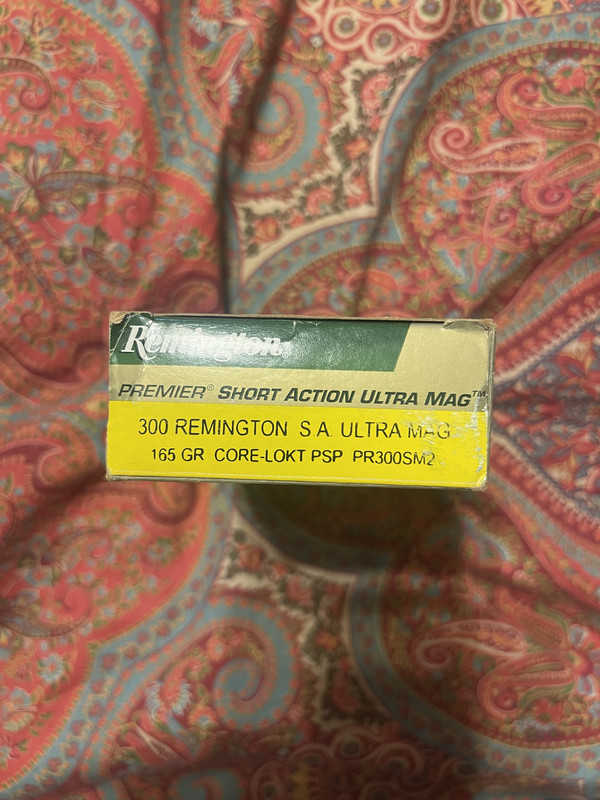 Remington.
PREMIER® SHORT ACTION ULTRA MAG™
300 REMINGTON S.A. ULTRA MAG
165 GR CORE-LOKT PSP PR300SM2